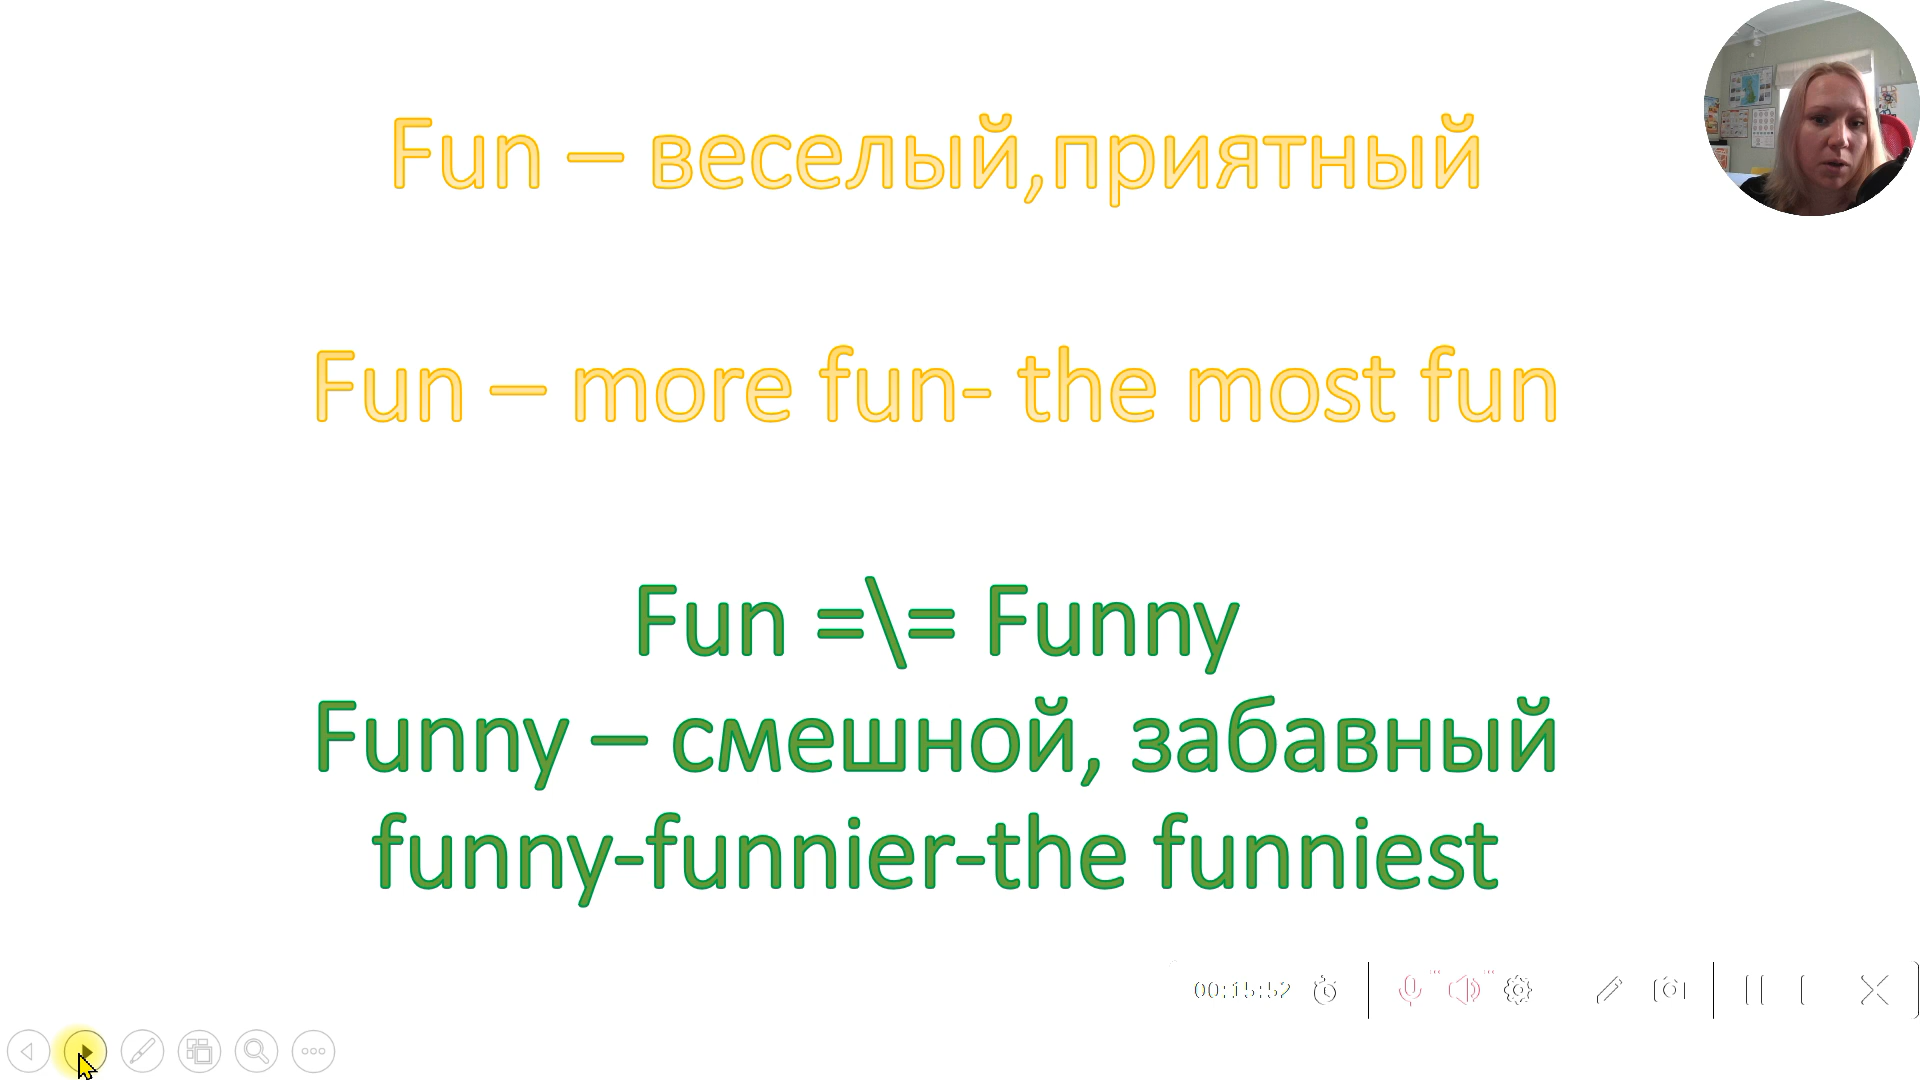 Fun – веселый,приятный
Fun – more fun- the most fun
Fun =\= Funny
Funny – смешной, забавный
funny-funnier-the funniest
00:15:52